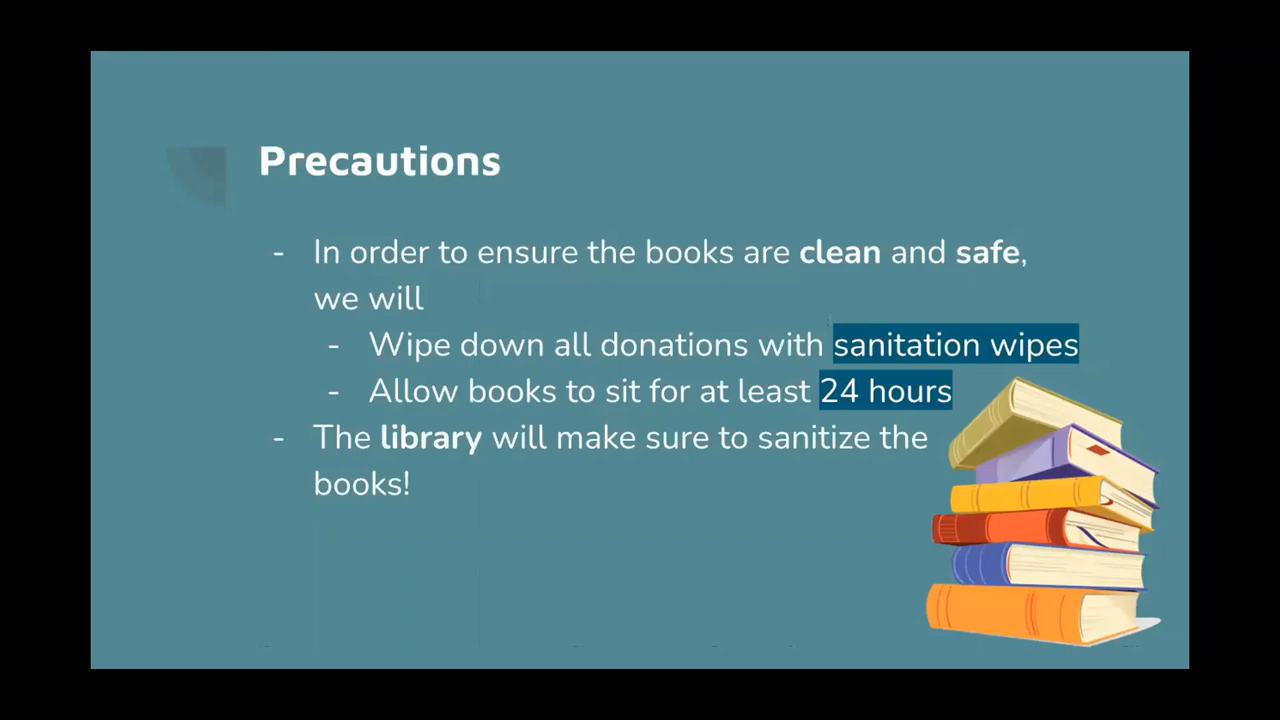 Precautions
- In order to ensure the books are clean and safe,
we will
- Wipe down all donations with sanitation wipes
- Allow books to sit for at least 24 hours
- The library will make sure to sanitize the
books!